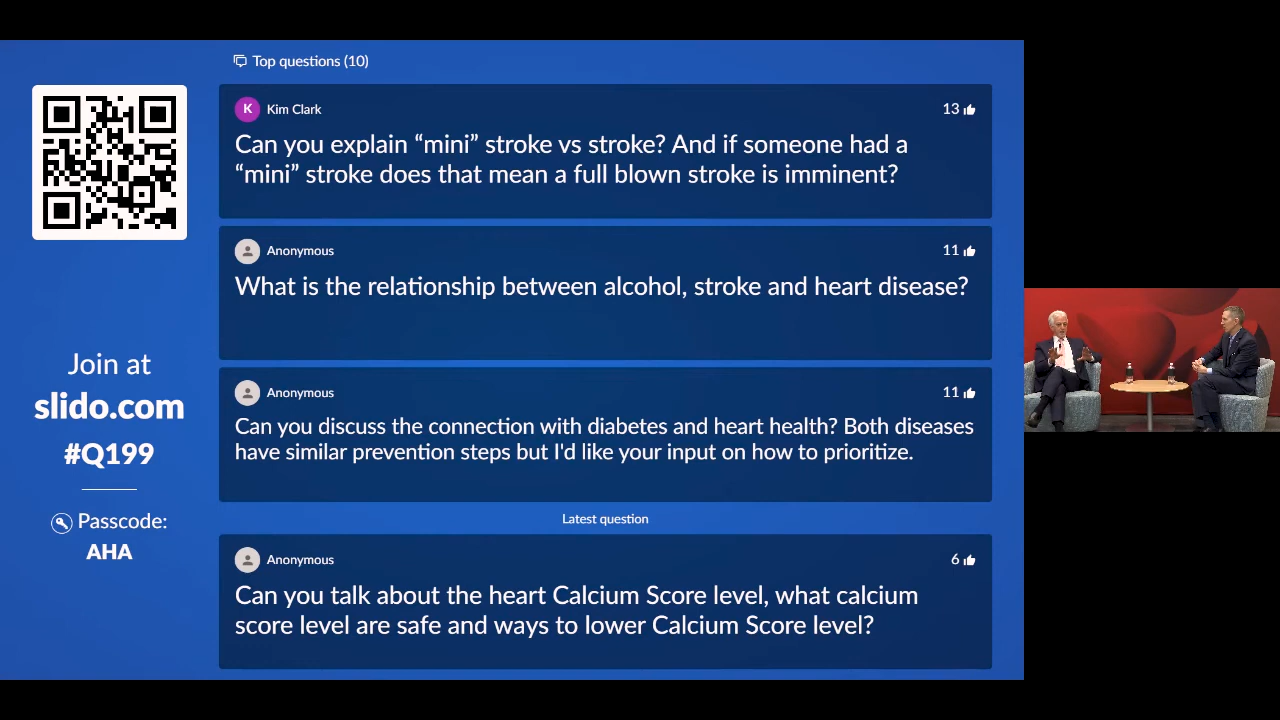 Top questions (10)
K Kim Clark 13
Can you explain “mini” stroke vs stroke? And if someone had a
“mini” stroke does that mean a full blown stroke is imminent?
Anonymous 11
What is the relationship between alcohol, stroke and heart disease?
Anonymous 11
Can you discuss the connection with diabetes and heart health? Both diseases
have similar prevention steps but I'd like your input on how to prioritize.
Latest question
Anonymous 6
Can you talk about the heart Calcium Score level, what calcium
score level are safe and ways to lower Calcium Score level?
Join at
slido.com
#Q199
Passcode:
AHA